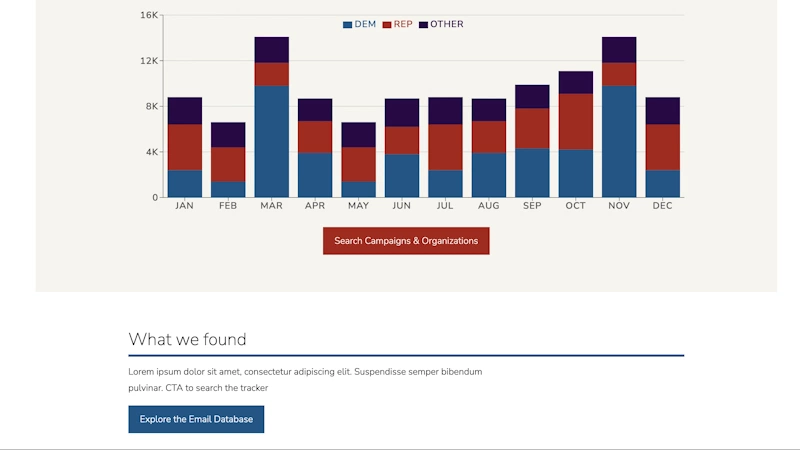 16K
DEM REP OTHER
12K
8K
4K
0
JAN FEB MAR APR MAY JUN JUL AUG SEP OCT NOV DEC
Search Campaigns & Organizations
What we found
Lorem ipsum dolor sit amet, consectetur adipiscing elit. Suspendisse semper bibendum
pulvinar. CTA to search the tracker
Explore the Email Database